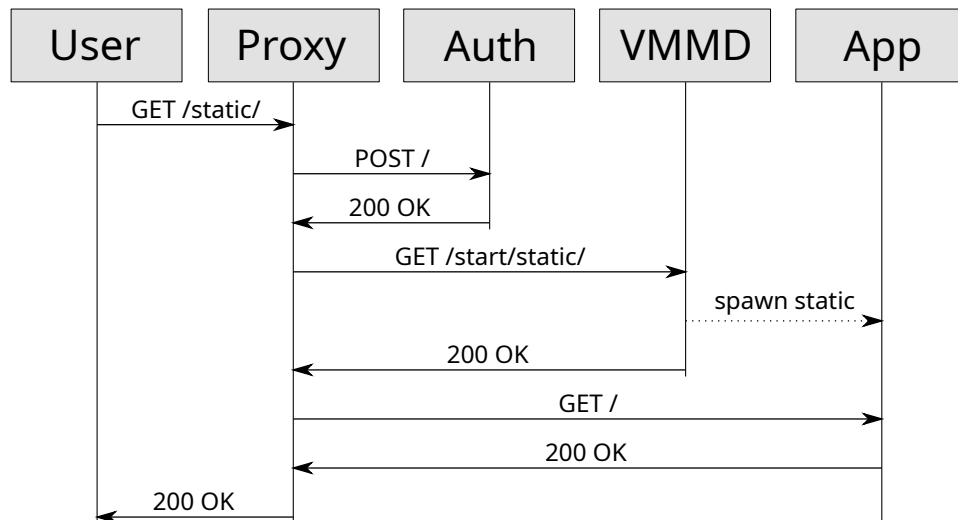 User Proxy Auth VMMD App
GET /static/
POST /
200 OK
GET /start/static/
spawn static
200 OK
GET /
200 OK
200 OK